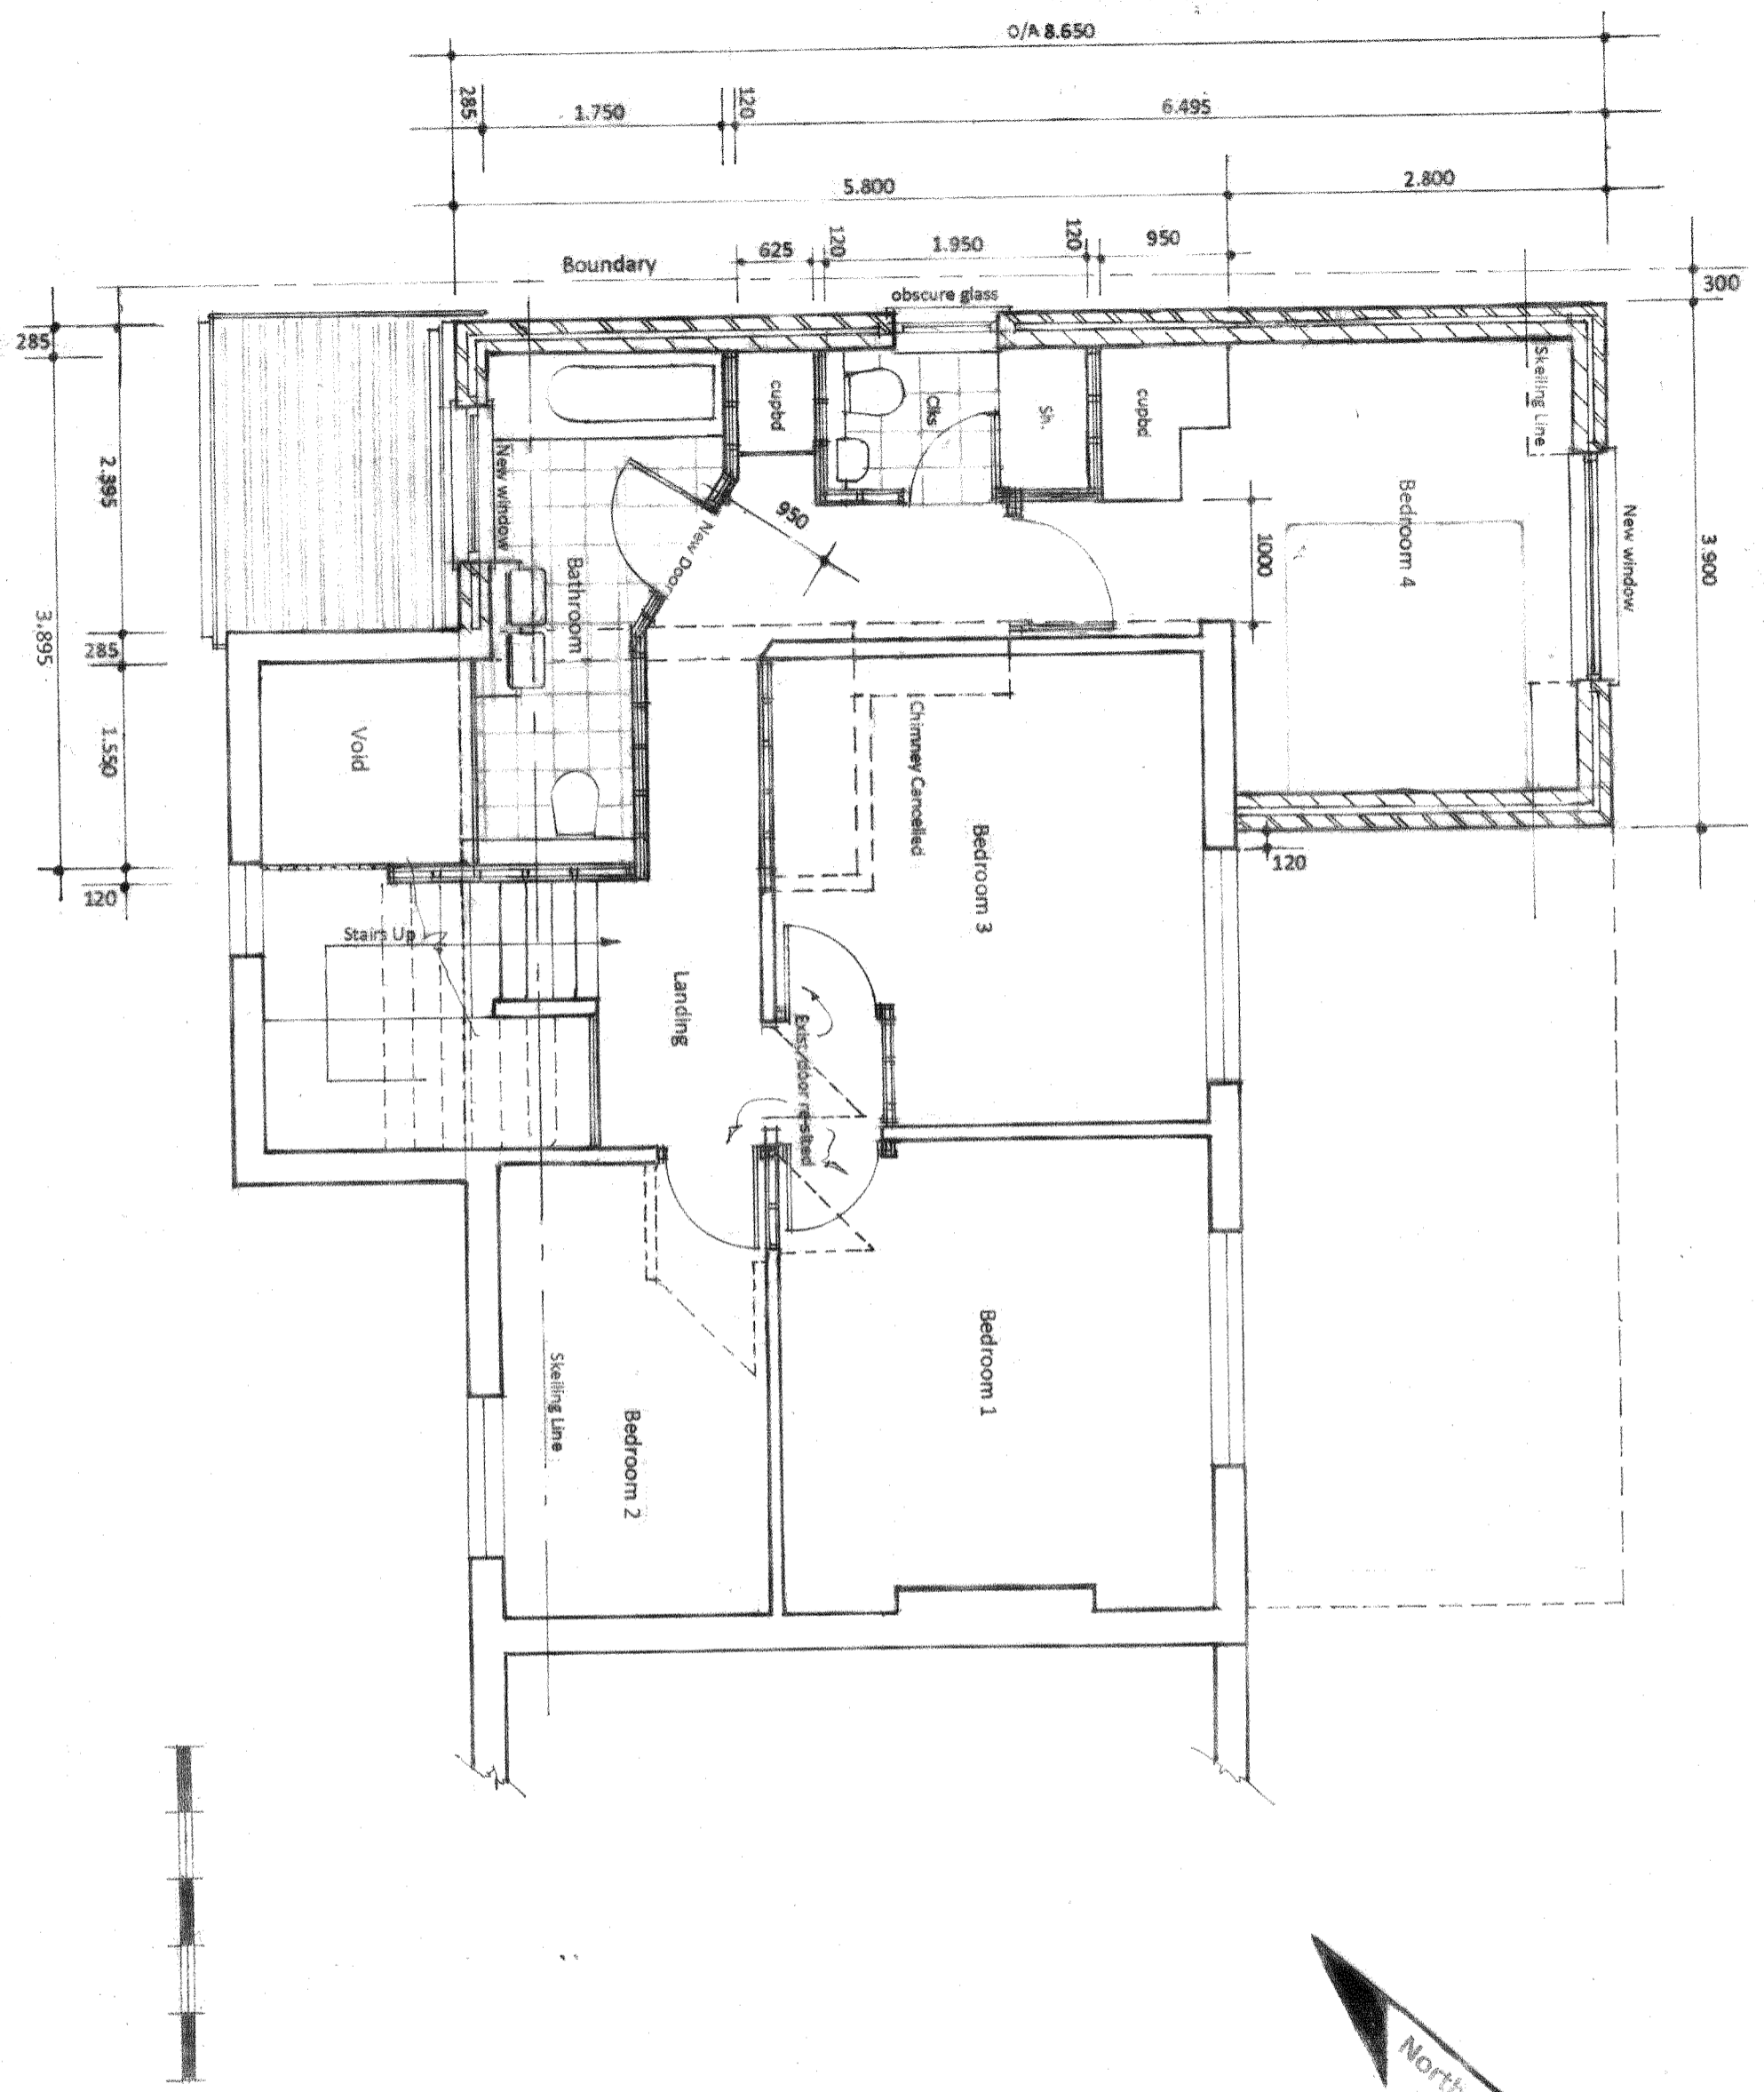 O/A 8.650
285
1.750
120
6.495
5.800
2.800
625
120
1.950
120
950
Boundary
300
obscure glass
285
2.395
3.895
285
1.550
120
cupbd
Clks
Sh.
cupbd
Skeiling Line
Bedroom 4
New window
3.900
1000
New window
Bathroom
New Door
950
Void
Chimney Cancelled
Bedroom 3
120
Stairs Up
Landing
Exist/door re-sited
Bedroom 1
Skeiling Line
Bedroom 2
North